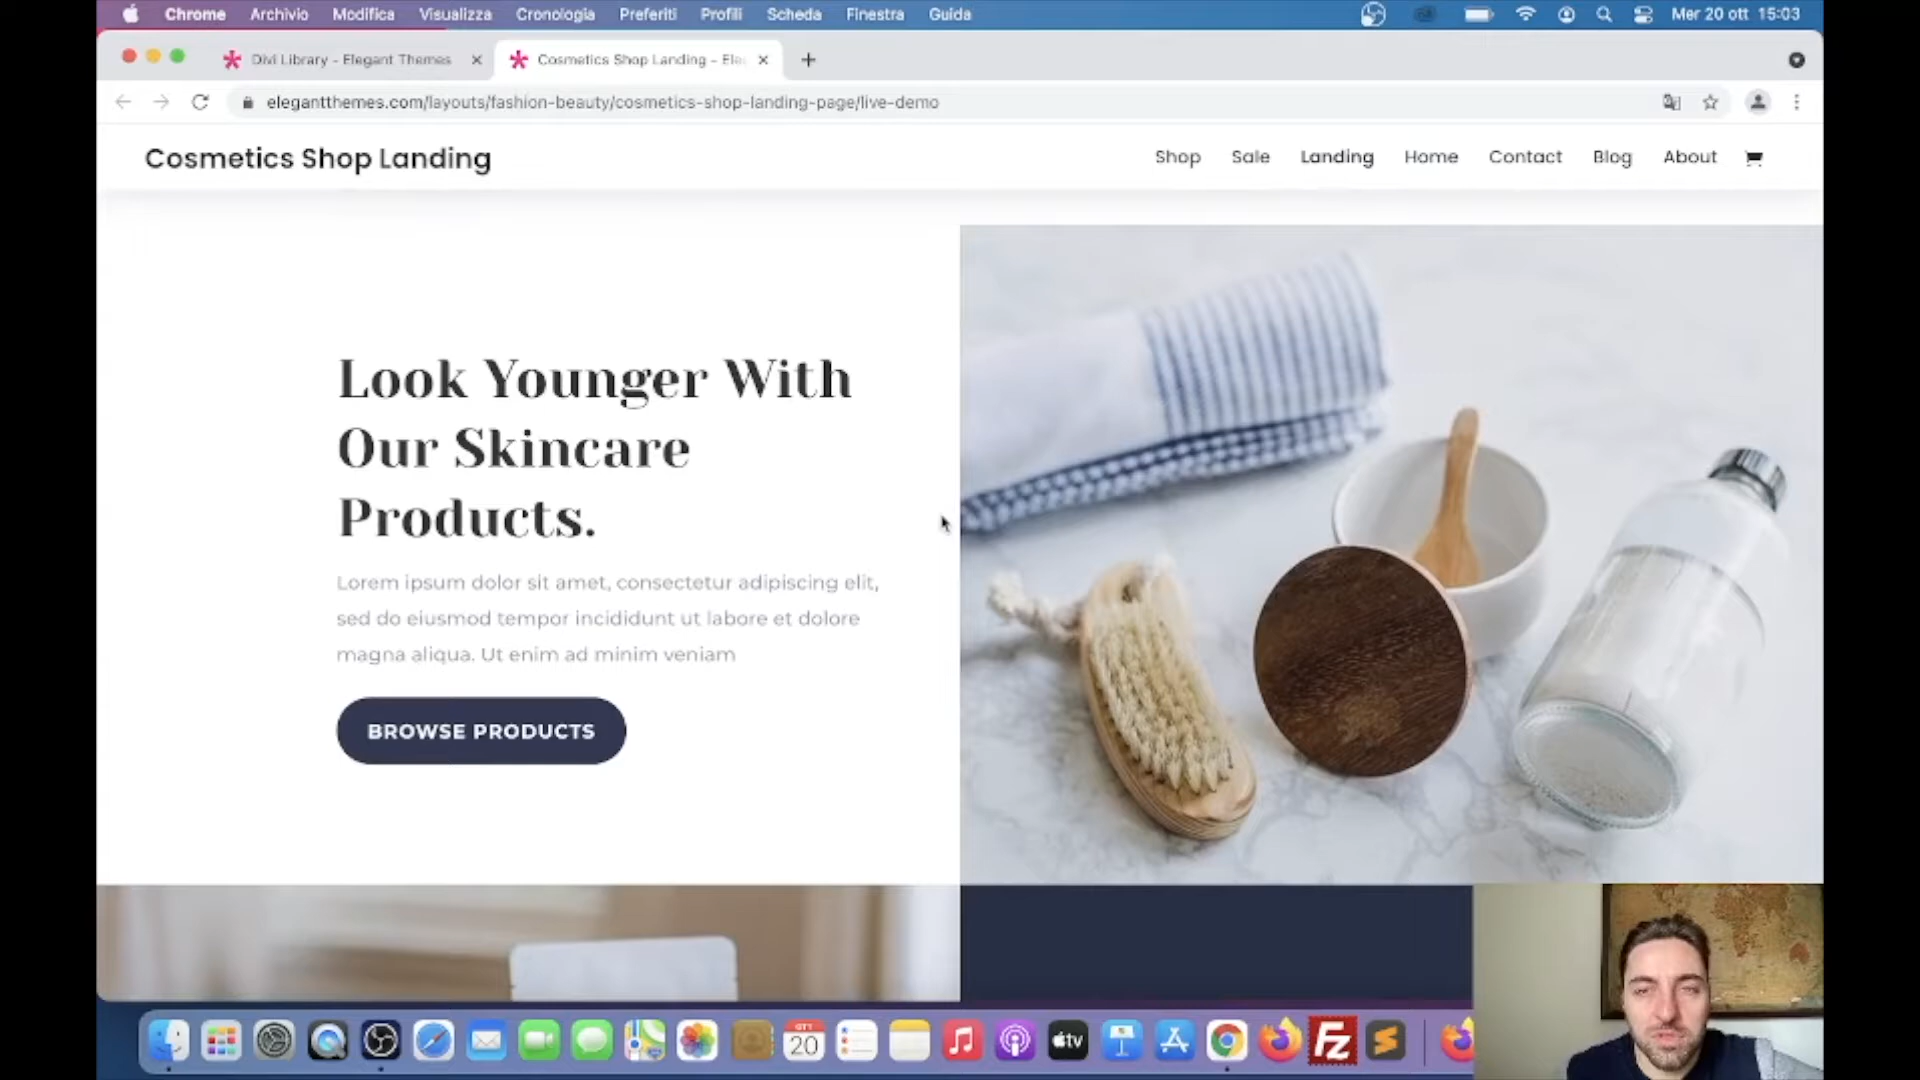 Chrome Archivio Modifica Visualizza Cronologia Preferiti Profili Scheda Finestra Guida Mer 20 ott 15:03
Divi Library - Elegant Themes
Cosmetics Shop Landing - Ele
elegantthemes.com/layouts/fashion-beauty/cosmetics-shop-landing-page/live-demo
Cosmetics Shop Landing
Shop Sale Landing Home Contact Blog About
Look Younger With
Our Skincare
Products.
Lorem ipsum dolor sit amet, consectetur adipiscing elit,
sed do eiusmod tempor incididunt ut labore et dolore
magna aliqua. Ut enim ad minim veniam
BROWSE PRODUCTS
OTT
20
tv
FZ